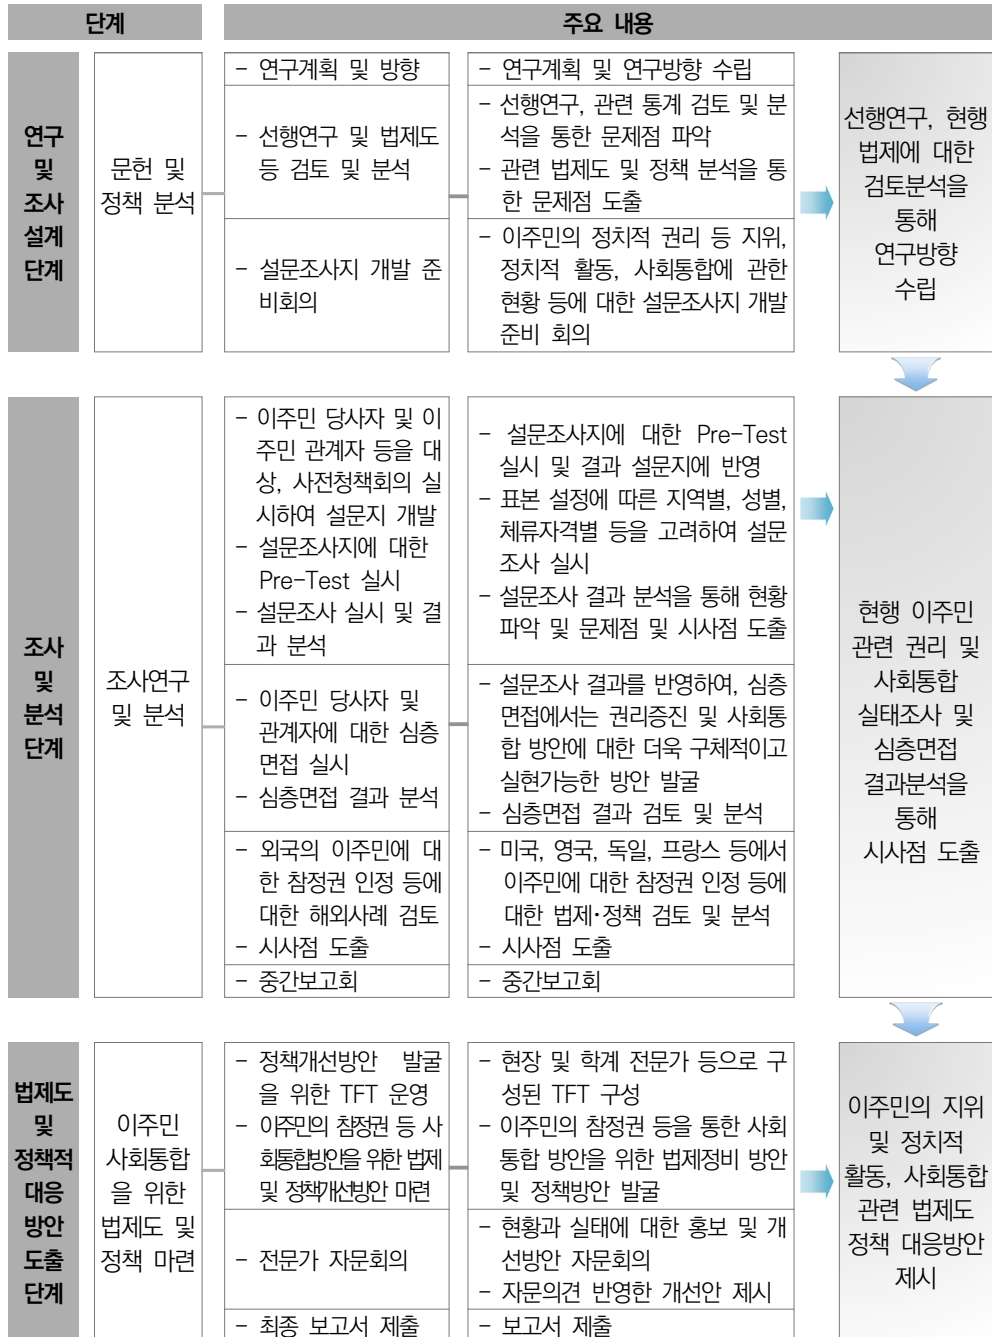 단계
주요 내용
연구
및
조사
설계
단계
문헌 및
정책 분석
- 연구계획 및 방향
- 선행연구 및 법제도
등 검토 및 분석
- 설문조사지 개발 준
비회의
- 연구계획 및 연구방향 수립
- 선행연구, 관련 통계 검토 및 분
석을 통한 문제점 파악
- 관련 법제도 및 정책 분석을 통
한 문제점 도출
- 이주민의 정치적 권리 등 지위,
정치적 활동, 사회통합에 관한
현황 등에 대한 설문조사지 개발
준비 회의
선행연구, 현행
법제에 대한
검토분석을
통해
연구방향
수립
조사
및
분석
단계
조사연구
및 분석
- 이주민 당사자 및 이
주민 관계자 등을 대
상, 사전청책회의 실
시하여 설문지 개발
- 설문조사지에 대한
Pre-Test 실시
- 설문조사 실시 및 결
과 분석
- 이주민 당사자 및
관계자에 대한 심층
면접 실시
- 심층면접 결과 분석
- 외국의 이주민에 대
한 참정권 인정 등에
대한 해외사례 검토
- 시사점 도출
- 중간보고회
- 설문조사지에 대한 Pre-Test
실시 및 결과 설문지에 반영
- 표본 설정에 따른 지역별, 성별,
체류자격별 등을 고려하여 설문
조사 실시
- 설문조사 결과 분석을 통해 현황
파악 및 문제점 및 시사점 도출
- 설문조사 결과를 반영하여, 심층
면접에서는 권리증진 및 사회통
합 방안에 대한 더욱 구체적이고
실현가능한 방안 발굴
- 심층면접 결과 검토 및 분석
- 미국, 영국, 독일, 프랑스 등에서
이주민에 대한 참정권 인정 등에
대한 법제•정책 검토 및 분석
- 시사점 도출
- 중간보고회
현행 이주민
관련 권리 및
사회통합
실태조사 및
심층면접
결과분석을
통해
시사점 도출
법제도
및
정책적
대응
방안
도출
단계
이주민
사회통합
을 위한
법제도 및
정책 마련
- 정책개선방안 발굴
을 위한 TFT 운영
- 이주민의 참정권 등 사
회통합방안을 위한 법제
및 정책개선방안 마련
- 전문가 자문회의
- 최종 보고서 제출
- 현장 및 학계 전문가 등으로 구
성된 TFT 구성
- 이주민의 참정권 등을 통한 사회
통합 방안을 위한 법제정비 방안
및 정책방안 발굴
- 현황과 실태에 대한 홍보 및 개
선방안 자문회의
- 자문의견 반영한 개선안 제시
- 보고서 제출
이주민의 지위
및 정치적
활동, 사회통합
관련 법제도
정책 대응방안
제시